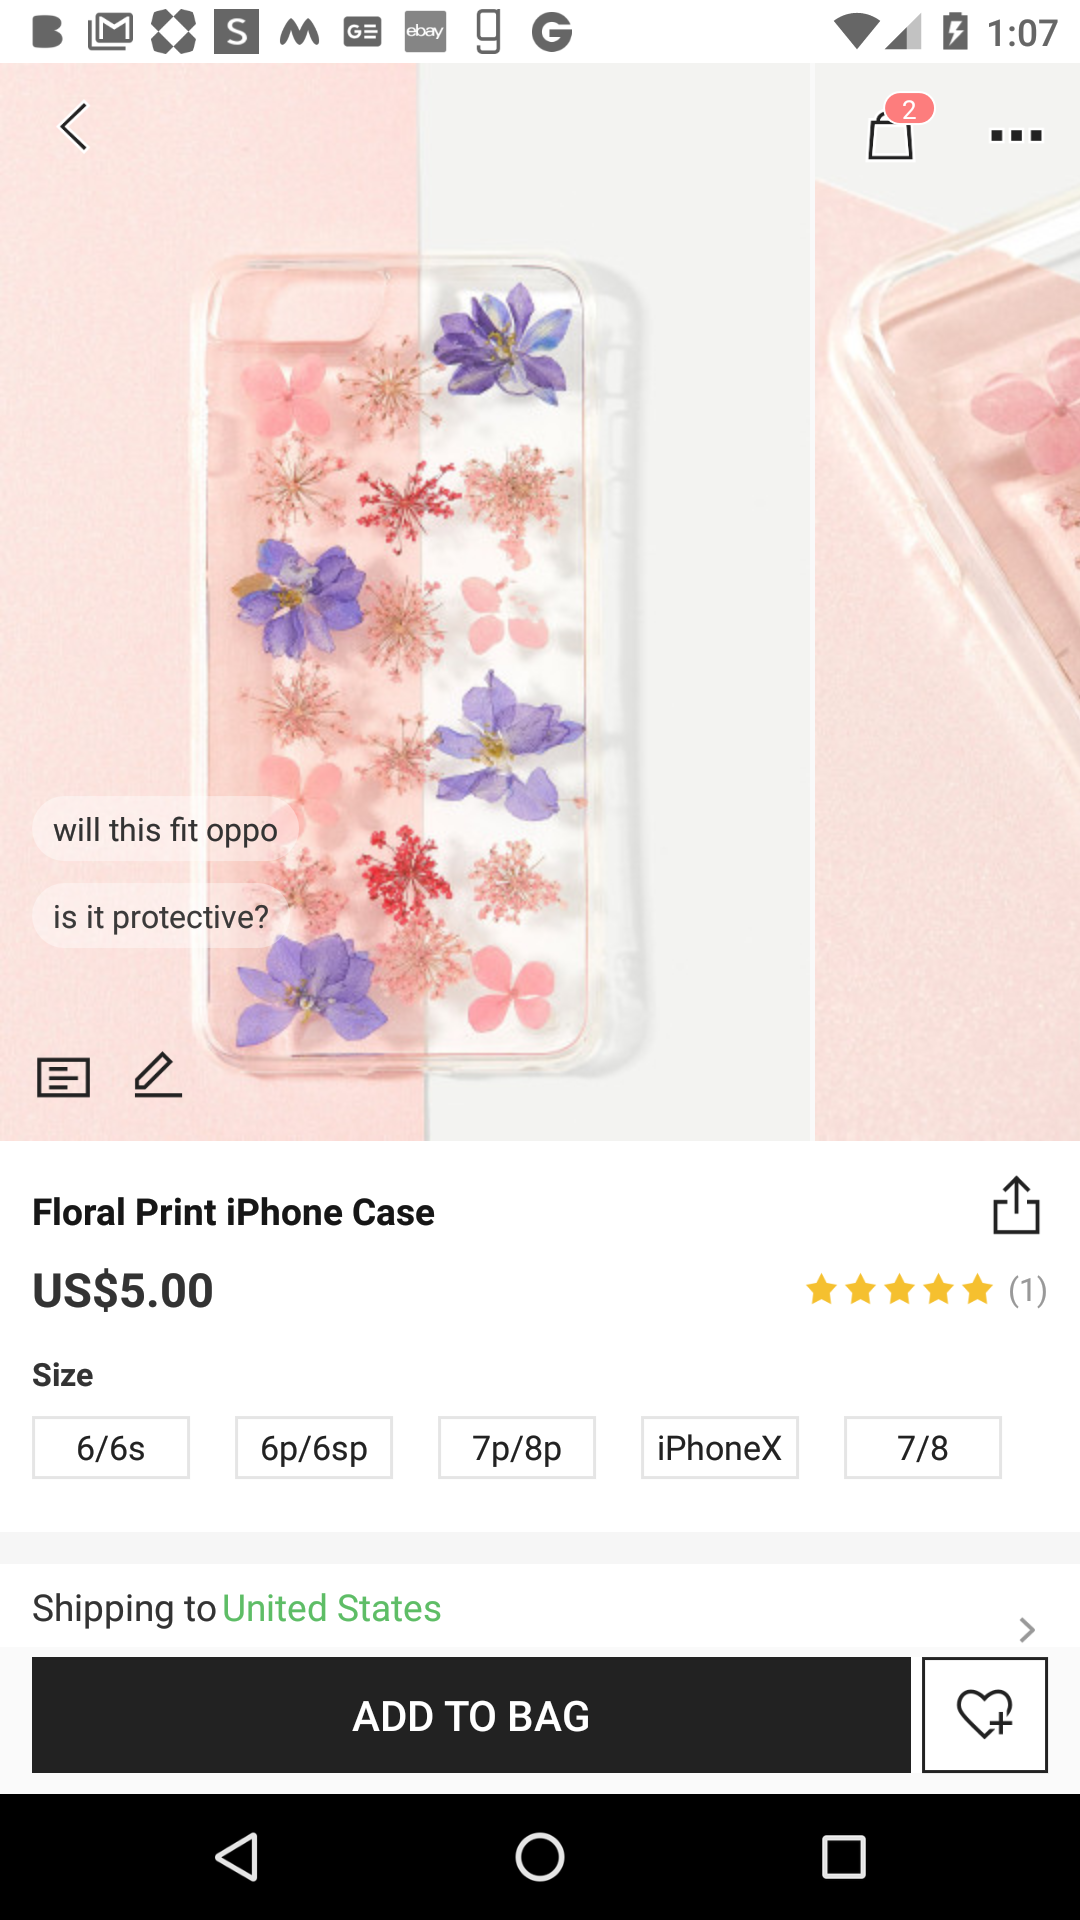 1:07
2
will this fit oppo
is it protective?
Floral Print iPhone Case
US$5.00
(1)
Size
6/6s 6p/6sp 7p/8p iPhoneX 7/8
Shipping to United States
ADD TO BAG